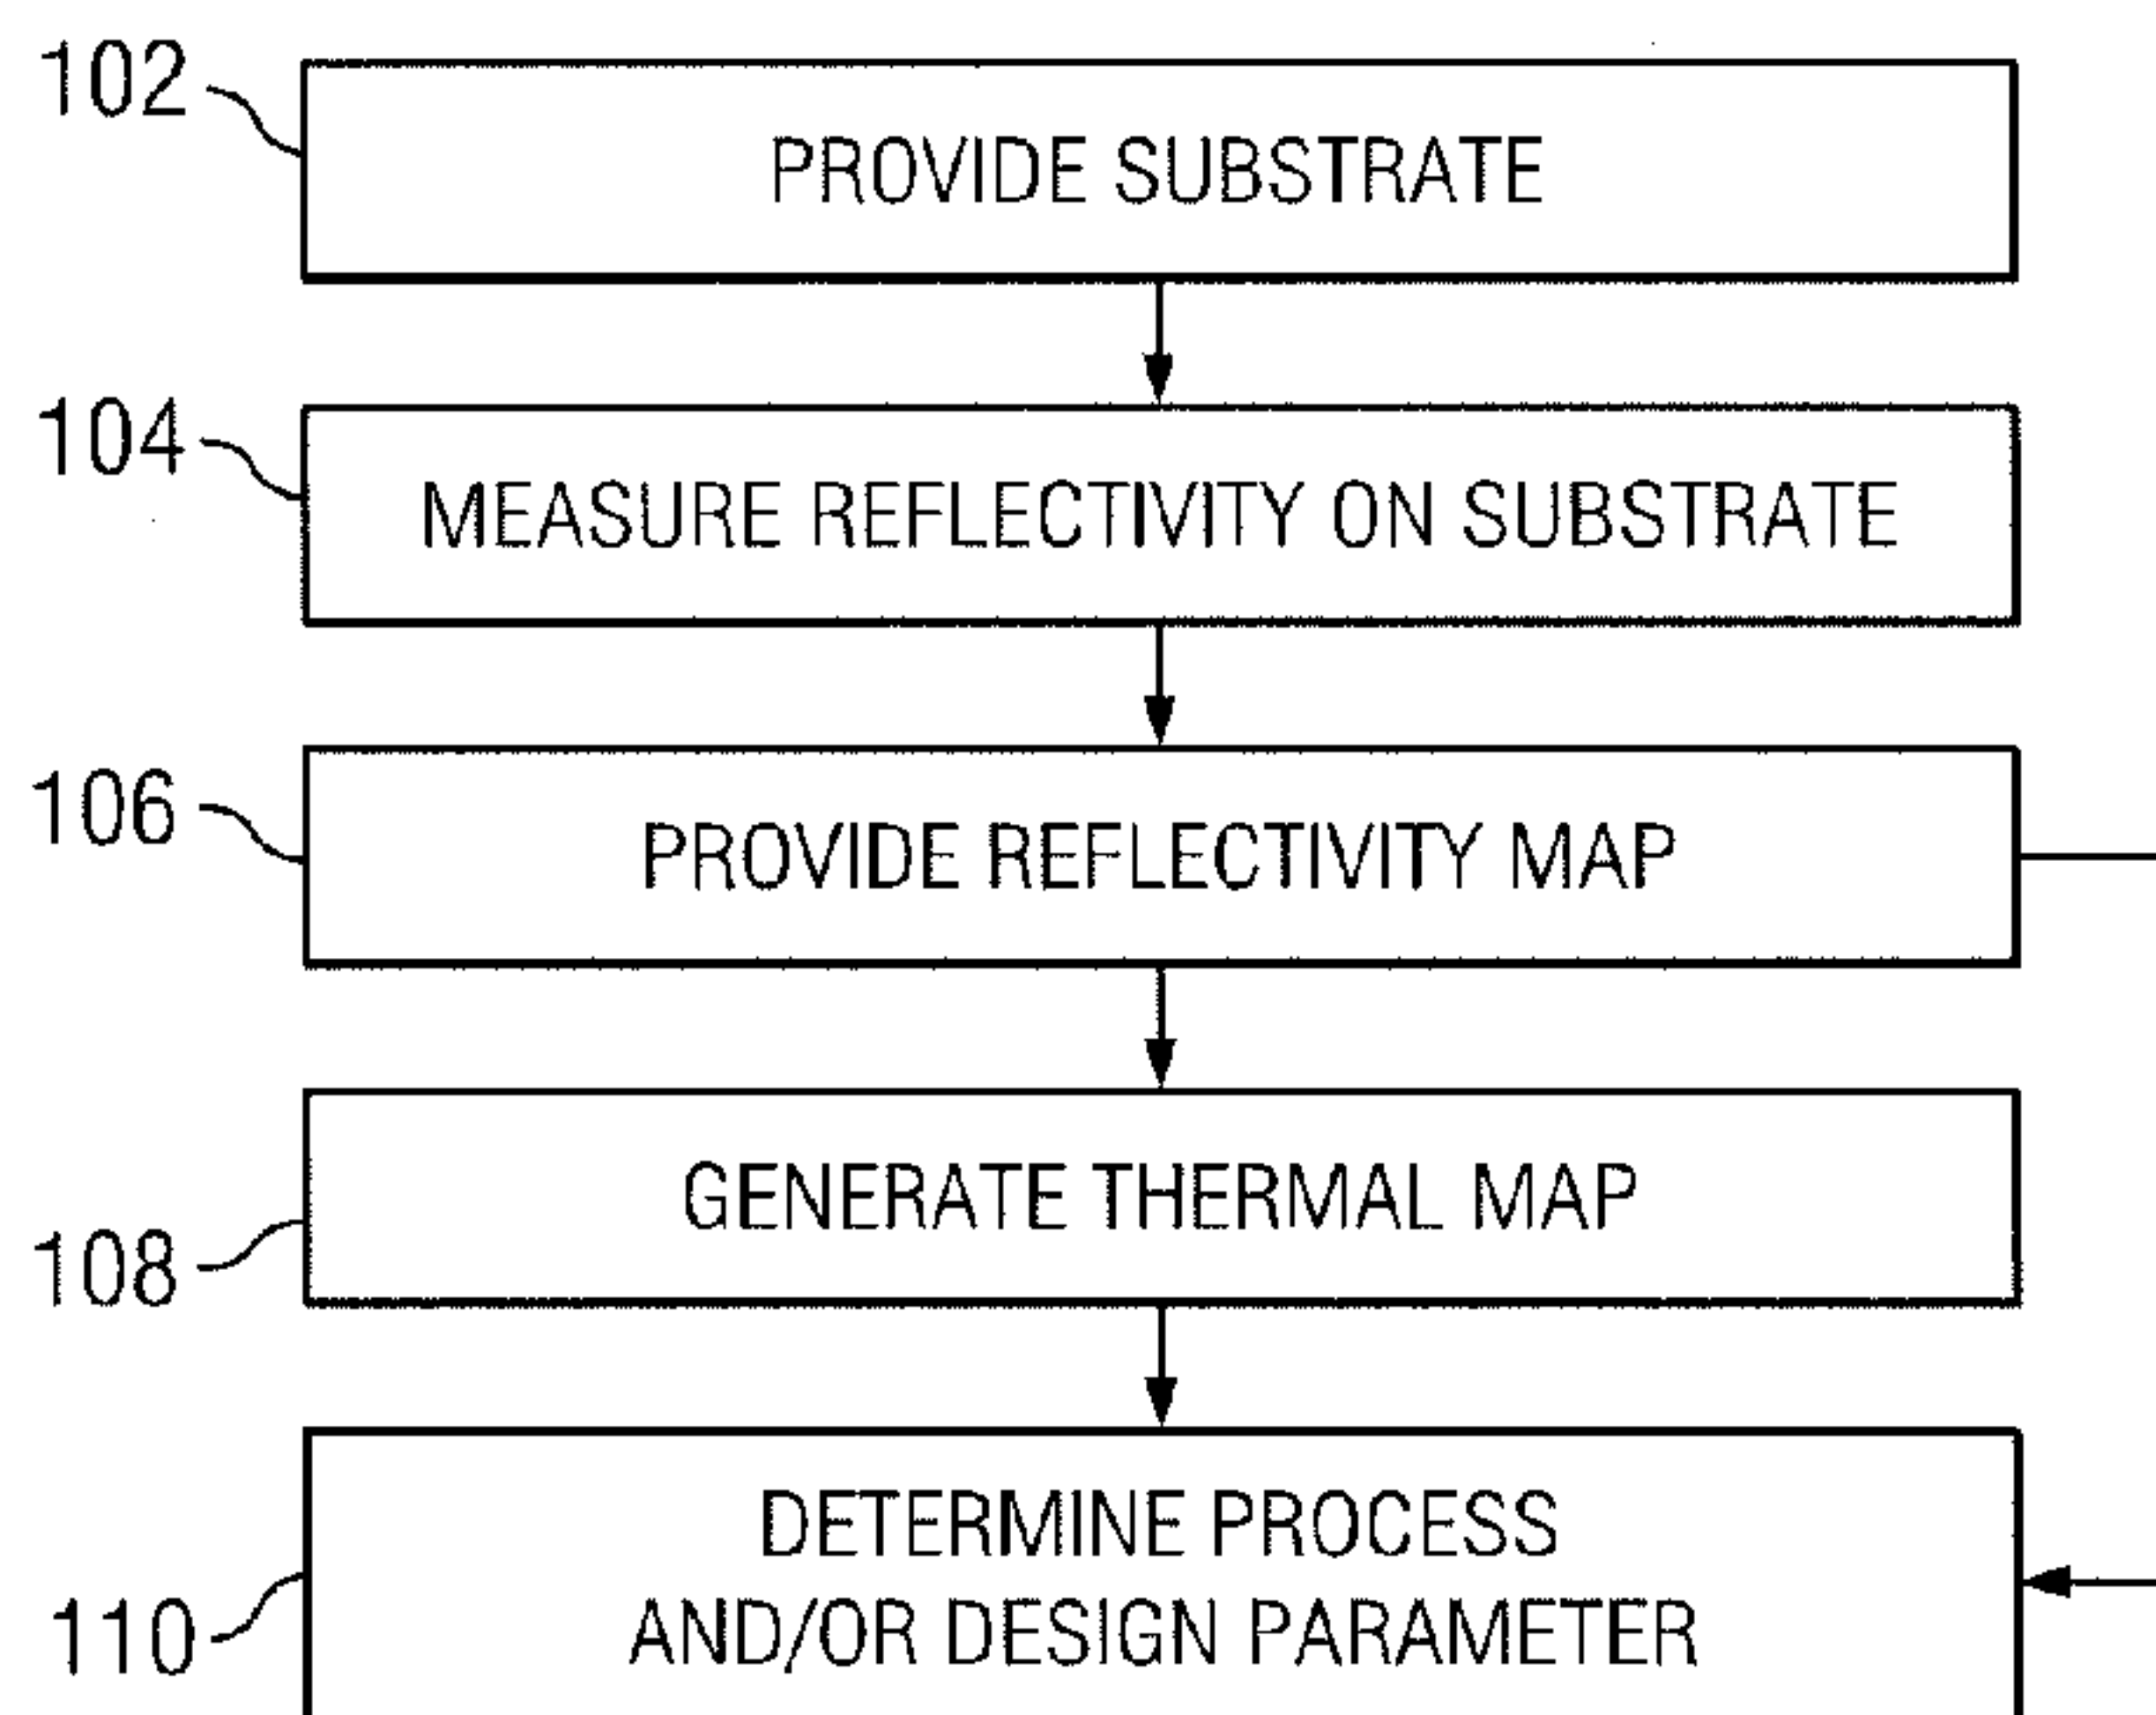 102
PROVIDE SUBSTRATE
104
MEASURE REFLECTIVITY ON SUBSTRATE
106
PROVIDE REFLECTIVITY MAP
108
GENERATE THERMAL MAP
110
DETERMINE PROCESS
AND/OR DESIGN PARAMETER